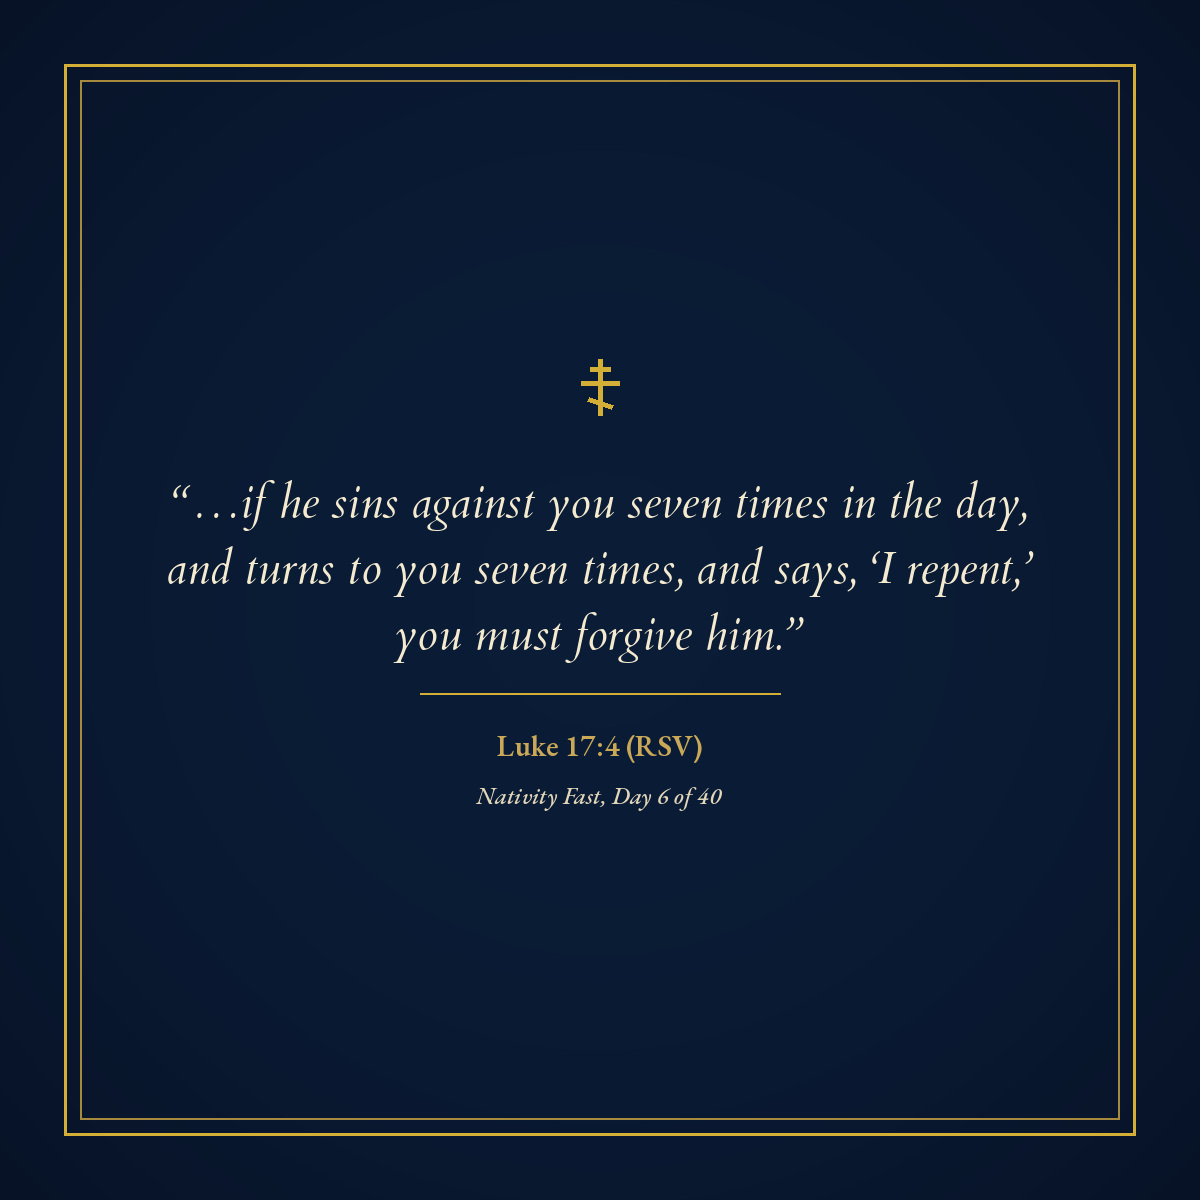 “…if he sins against you seven times in the day,
and turns to you seven times, and says, ‘I repent,’
you must forgive him.”
Luke 17:4 (RSV)
Nativity Fast, Day 6 of 40